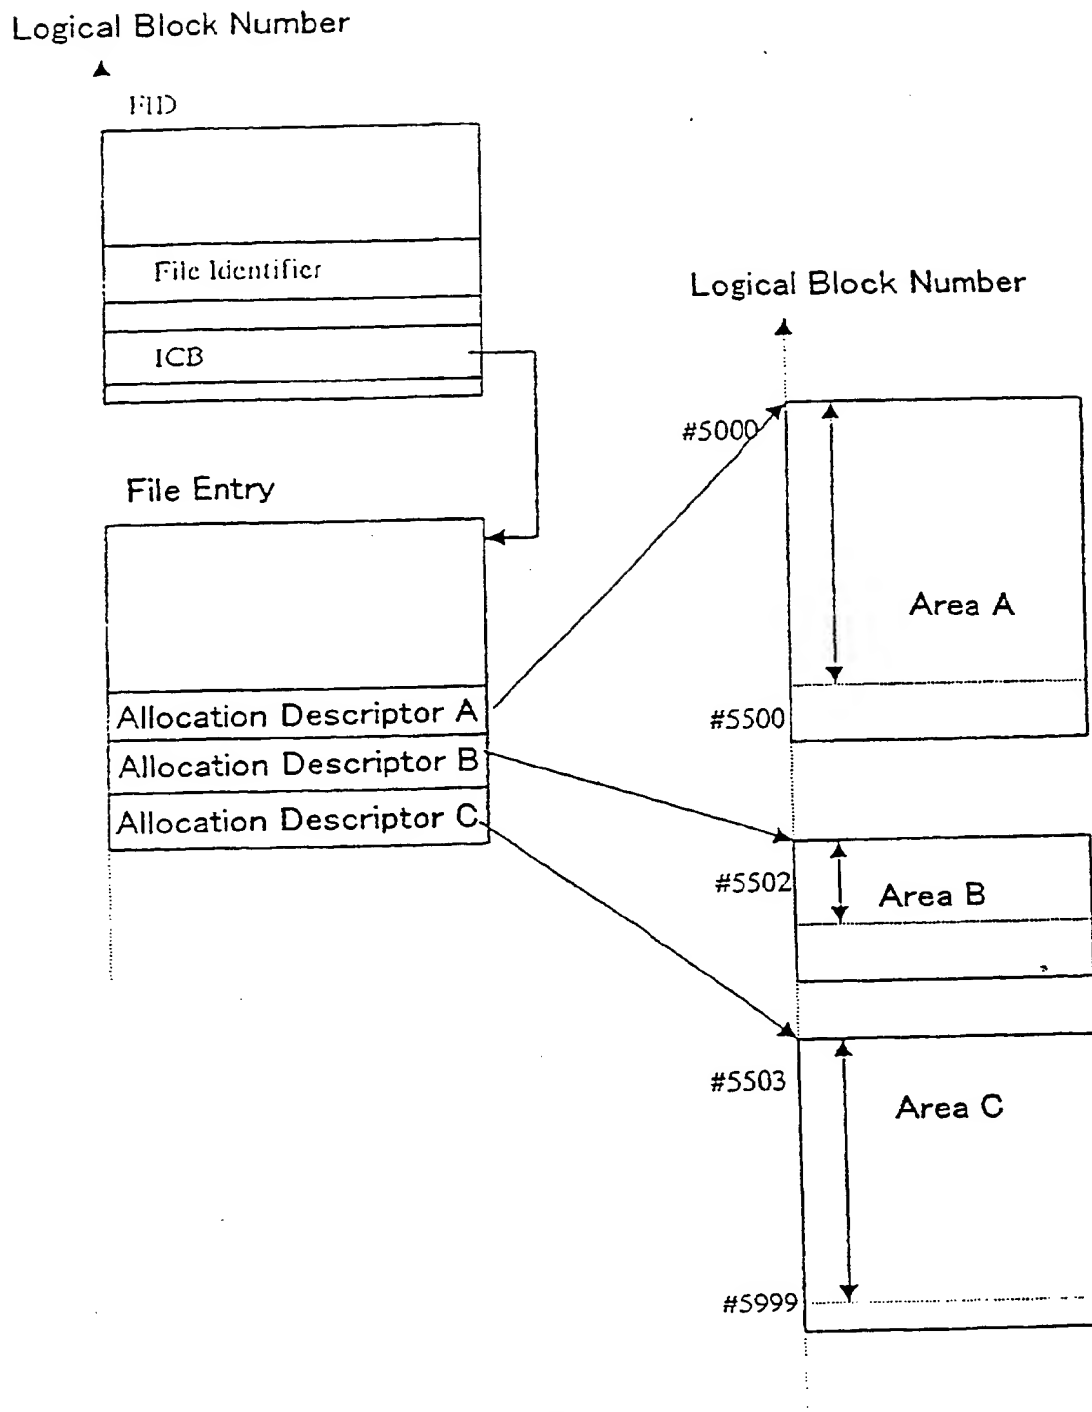 Logical Block Number
FID
File Identifier
ICB
File Entry
Allocation Descriptor A
Allocation Descriptor B
Allocation Descriptor C
Logical Block Number
#5000
Area A
#5500
#5502
Area B
#5503
Area C
#5999